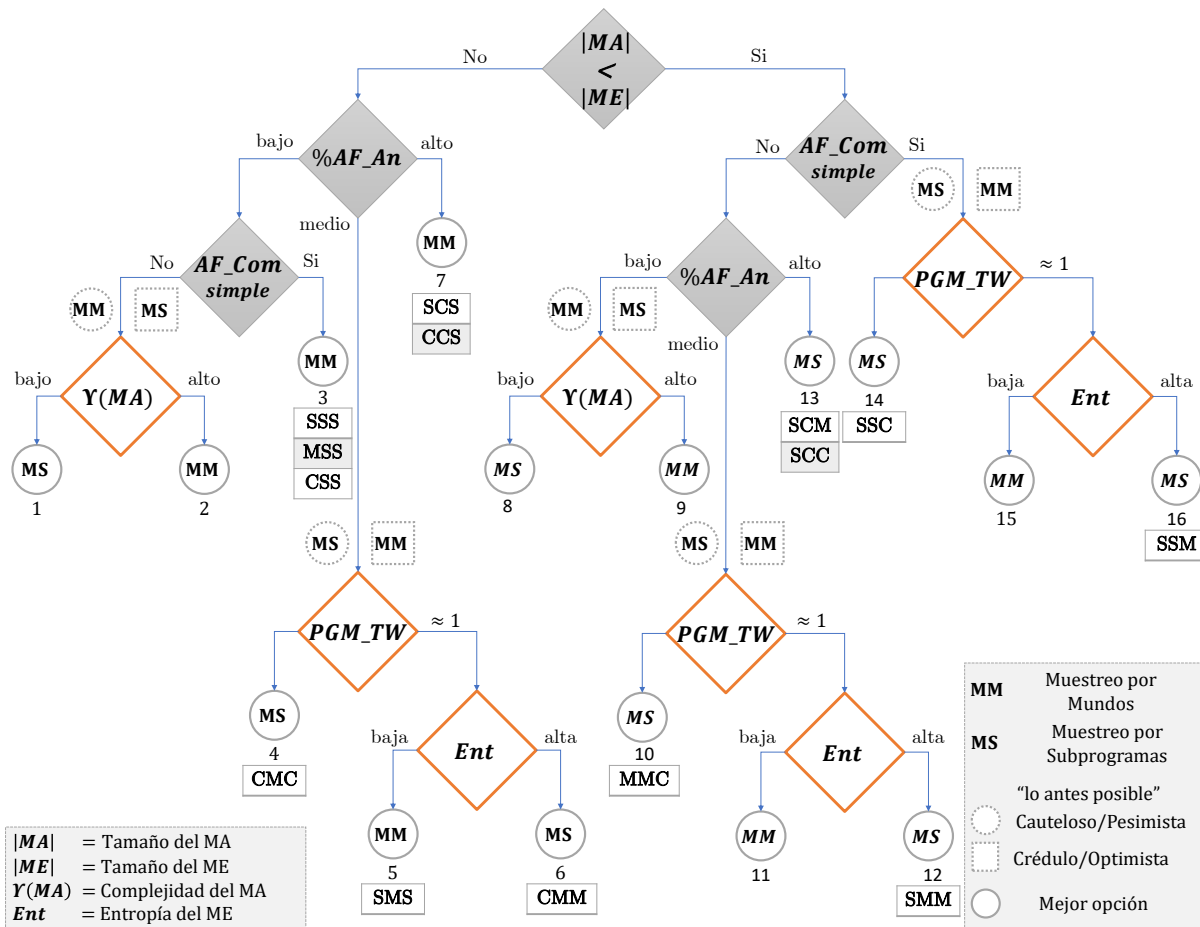 |MA|
<
|ME|
No
Si
%AF_An
bajo
alto
medio
AF_Com
simple
No
Si
MS
MM
AF_Com
simple
No
Si
MM
7
SCS
CCS
%AF_An
bajo
alto
medio
PGM_TW
≈ 1
MM
MS
MM
MS
ϒ(MA)
bajo
alto
MM
3
SSS
MSS
CSS
ϒ(MA)
bajo
alto
MS
13
SCM
SCC
MS
14
SSC
Ent
baja
alta
MS
1
MM
2
MS
8
MM
9
MM
15
MS
16
SSM
MS
MM
MS
MM
PGM_TW
≈ 1
PGM_TW
≈ 1
MS
4
CMC
Ent
baja
alta
MS
10
MMC
Ent
baja
alta
MM
5
SMS
MS
6
CMM
MM
11
MS
12
SMM
|MA| = Tamaño del MA
|ME| = Tamaño del ME
ϒ(MA) = Complejidad del MA
Ent = Entropía del ME
MM Muestreo por
Mundos
MS Muestreo por
Subprogramas
“lo antes posible”
Cauteloso/Pesimista
Crédulo/Optimista
Mejor opción